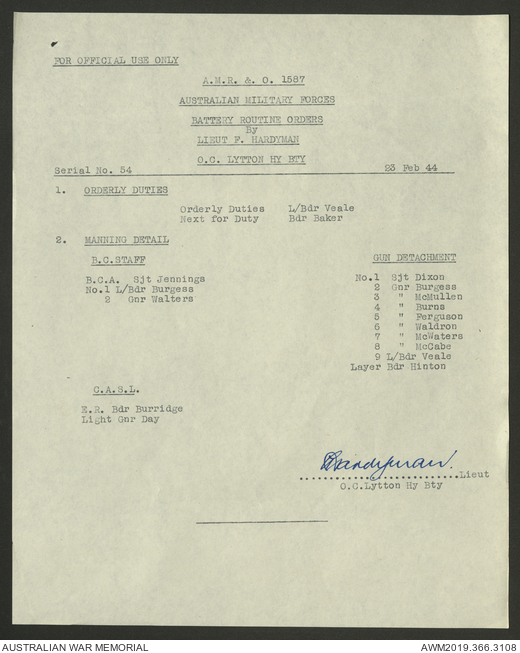 FOR OFFICIAL USE ONLY
A.M.R. &. O. 1587
AUSTRALIAN MILITARY FORCES
BATTERY ROUTINE ORDERS
By
LIEUT F. HARDYMAN
O.C. LYTTON HY BTY
Serial No. 54 23 Feb 44
1. ORDERLY DUTIES
Orderly Duties L/Bdr Veale
Next for Duty Bdr Baker
2. MANNING DETAIL
B.C.STAFF
B.C.A. Sjt Jennings
No.1 L/Bdr Burgess
2 Gnr Walters
GUN DETACHMENT
No.1 Sjt Dixon
2 Gnr Burgess
3 " McMullen
4 " Burns
5 " Ferguson
6 " Waldron
7 " McWaters
8 " McCabe
9 L/Bdr Veale
Layer Bdr Hinton
C.A.S.L.
E.R. Bdr Burridge
Light Gnr Day
Hardyman.
........................Lieut
O.C.Lytton Hy Bty
AUSTRALIAN WAR MEMORIAL AWM2019.366.3108